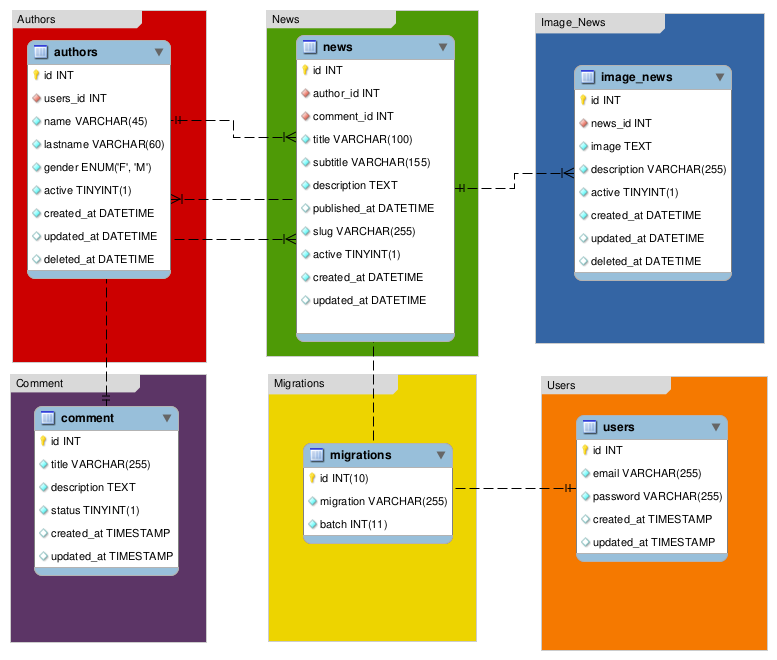 Authors
authors
id INT
users_id INT
name VARCHAR(45)
lastname VARCHAR(60)
gender ENUM('F', 'M')
active TINYINT(1)
created_at DATETIME
updated_at DATETIME
deleted_at DATETIME
News
news
id INT
author_id INT
comment_id INT
title VARCHAR(100)
subtitle VARCHAR(155)
description TEXT
published_at DATETIME
slug VARCHAR(255)
active TINYINT(1)
created_at DATETIME
updated_at DATETIME
Image_News
image_news
id INT
news_id INT
image TEXT
description VARCHAR(255)
active TINYINT(1)
created_at DATETIME
updated_at DATETIME
deleted_at DATETIME
Comment
comment
id INT
title VARCHAR(255)
description TEXT
status TINYINT(1)
created_at TIMESTAMP
updated_at TIMESTAMP
Migrations
migrations
id INT(10)
migration VARCHAR(255)
batch INT(11)
Users
users
id INT
email VARCHAR(255)
password VARCHAR(255)
created_at TIMESTAMP
updated_at TIMESTAMP